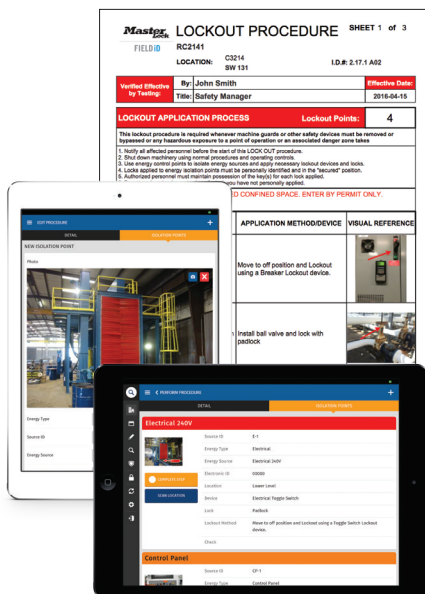 Master Lock
LOCKOUT PROCEDURE
SHEET 1 of 3
FIELD iD
RC2141
LOCATION: C3214
SW 131
I.D.#: 2.17.1 A02
Verified Effective by Testing:
By: John Smith
Effective Date:
Title: Safety Manager
2016-04-15
LOCKOUT APPLICATION PROCESS
Lockout Points: 4
This lockout procedure is required whenever machine guards or other safety devices must be removed or
bypassed or any hazardous exposure to a point of operation or an associated danger zone takes
1. Notify all affected personnel before the start of this LOCK OUT procedure.
2. Shut down machinery using normal procedures and operating controls.
3. Use energy control points to isolate energy sources and apply necessary lockout devices and locks.
4. Locks applied to energy isolation points must be personally identified and in the "secured" position.
5. Authorized personnel must maintain possession of the key(s) for each lock applied.
you have not personally applied.
ED CONFINED SPACE. ENTER BY PERMIT ONLY.
APPLICATION METHOD/DEVICE
VISUAL REFERENCE
Move to off position and Lockout
using a Breaker Lockout device.
Install ball valve and lock with
padlock
EDIT PROCEDURE
DETAIL
ISOLATION POINTS
NEW ISOLATION POINT
Photo
Energy Type
Source ID
Energy Source
PERFORM PROCEDURE
DETAIL
ISOLATION POINTS
Electrical 240V
Source ID E-1
Energy Type Electrical
Energy Source Electrical 240V
Electronic ID
COMPLETE STEP
Location Lower Level
SCAN LOCATION
Device Electrical Toggle Switch
Lock Padlock
Lockout Method Move to off position and Lockout using a Toggle Switch Lockout
device.
Check
Control Panel
Source ID CP-1
Energy Type Control Panel